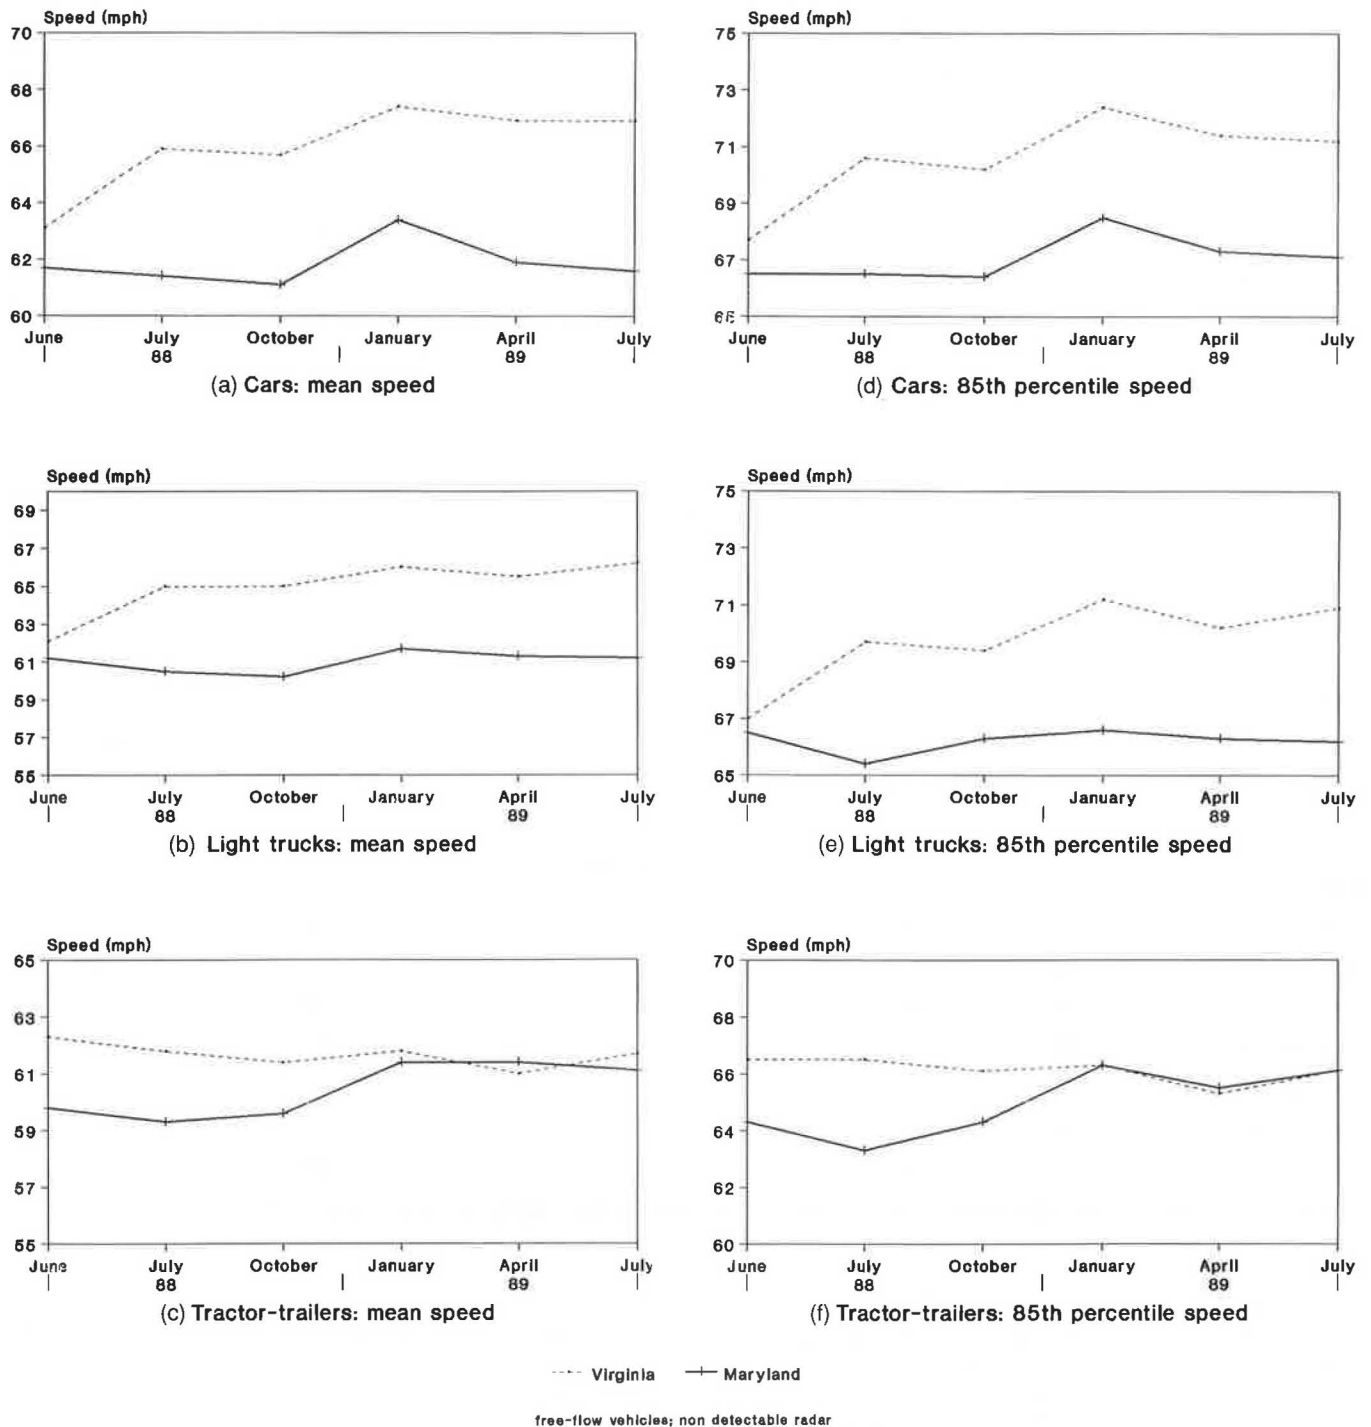 Speed (mph)
70
68
66
64
62
60
June July October January April July
88 89
(a) Cars: mean speed
Speed (mph)
75
73
71
69
67
June July October January April July
88 89
(d) Cars: 85th percentile speed
Speed (mph)
69
67
65
63
61
59
57
55
June July October January April July
88 89
(b) Light trucks: mean speed
Speed (mph)
75
73
71
69
67
65
June July October January April July
88 89
(e) Light trucks: 85th percentile speed
Speed (mph)
65
63
61
59
57
55
June July October January April July
88 89
(c) Tractor-trailers: mean speed
Speed (mph)
70
68
66
64
62
60
June July October January April July
88 89
(f) Tractor-trailers: 85th percentile speed
Virginia Maryland
free-flow vehicles; non detectable radar